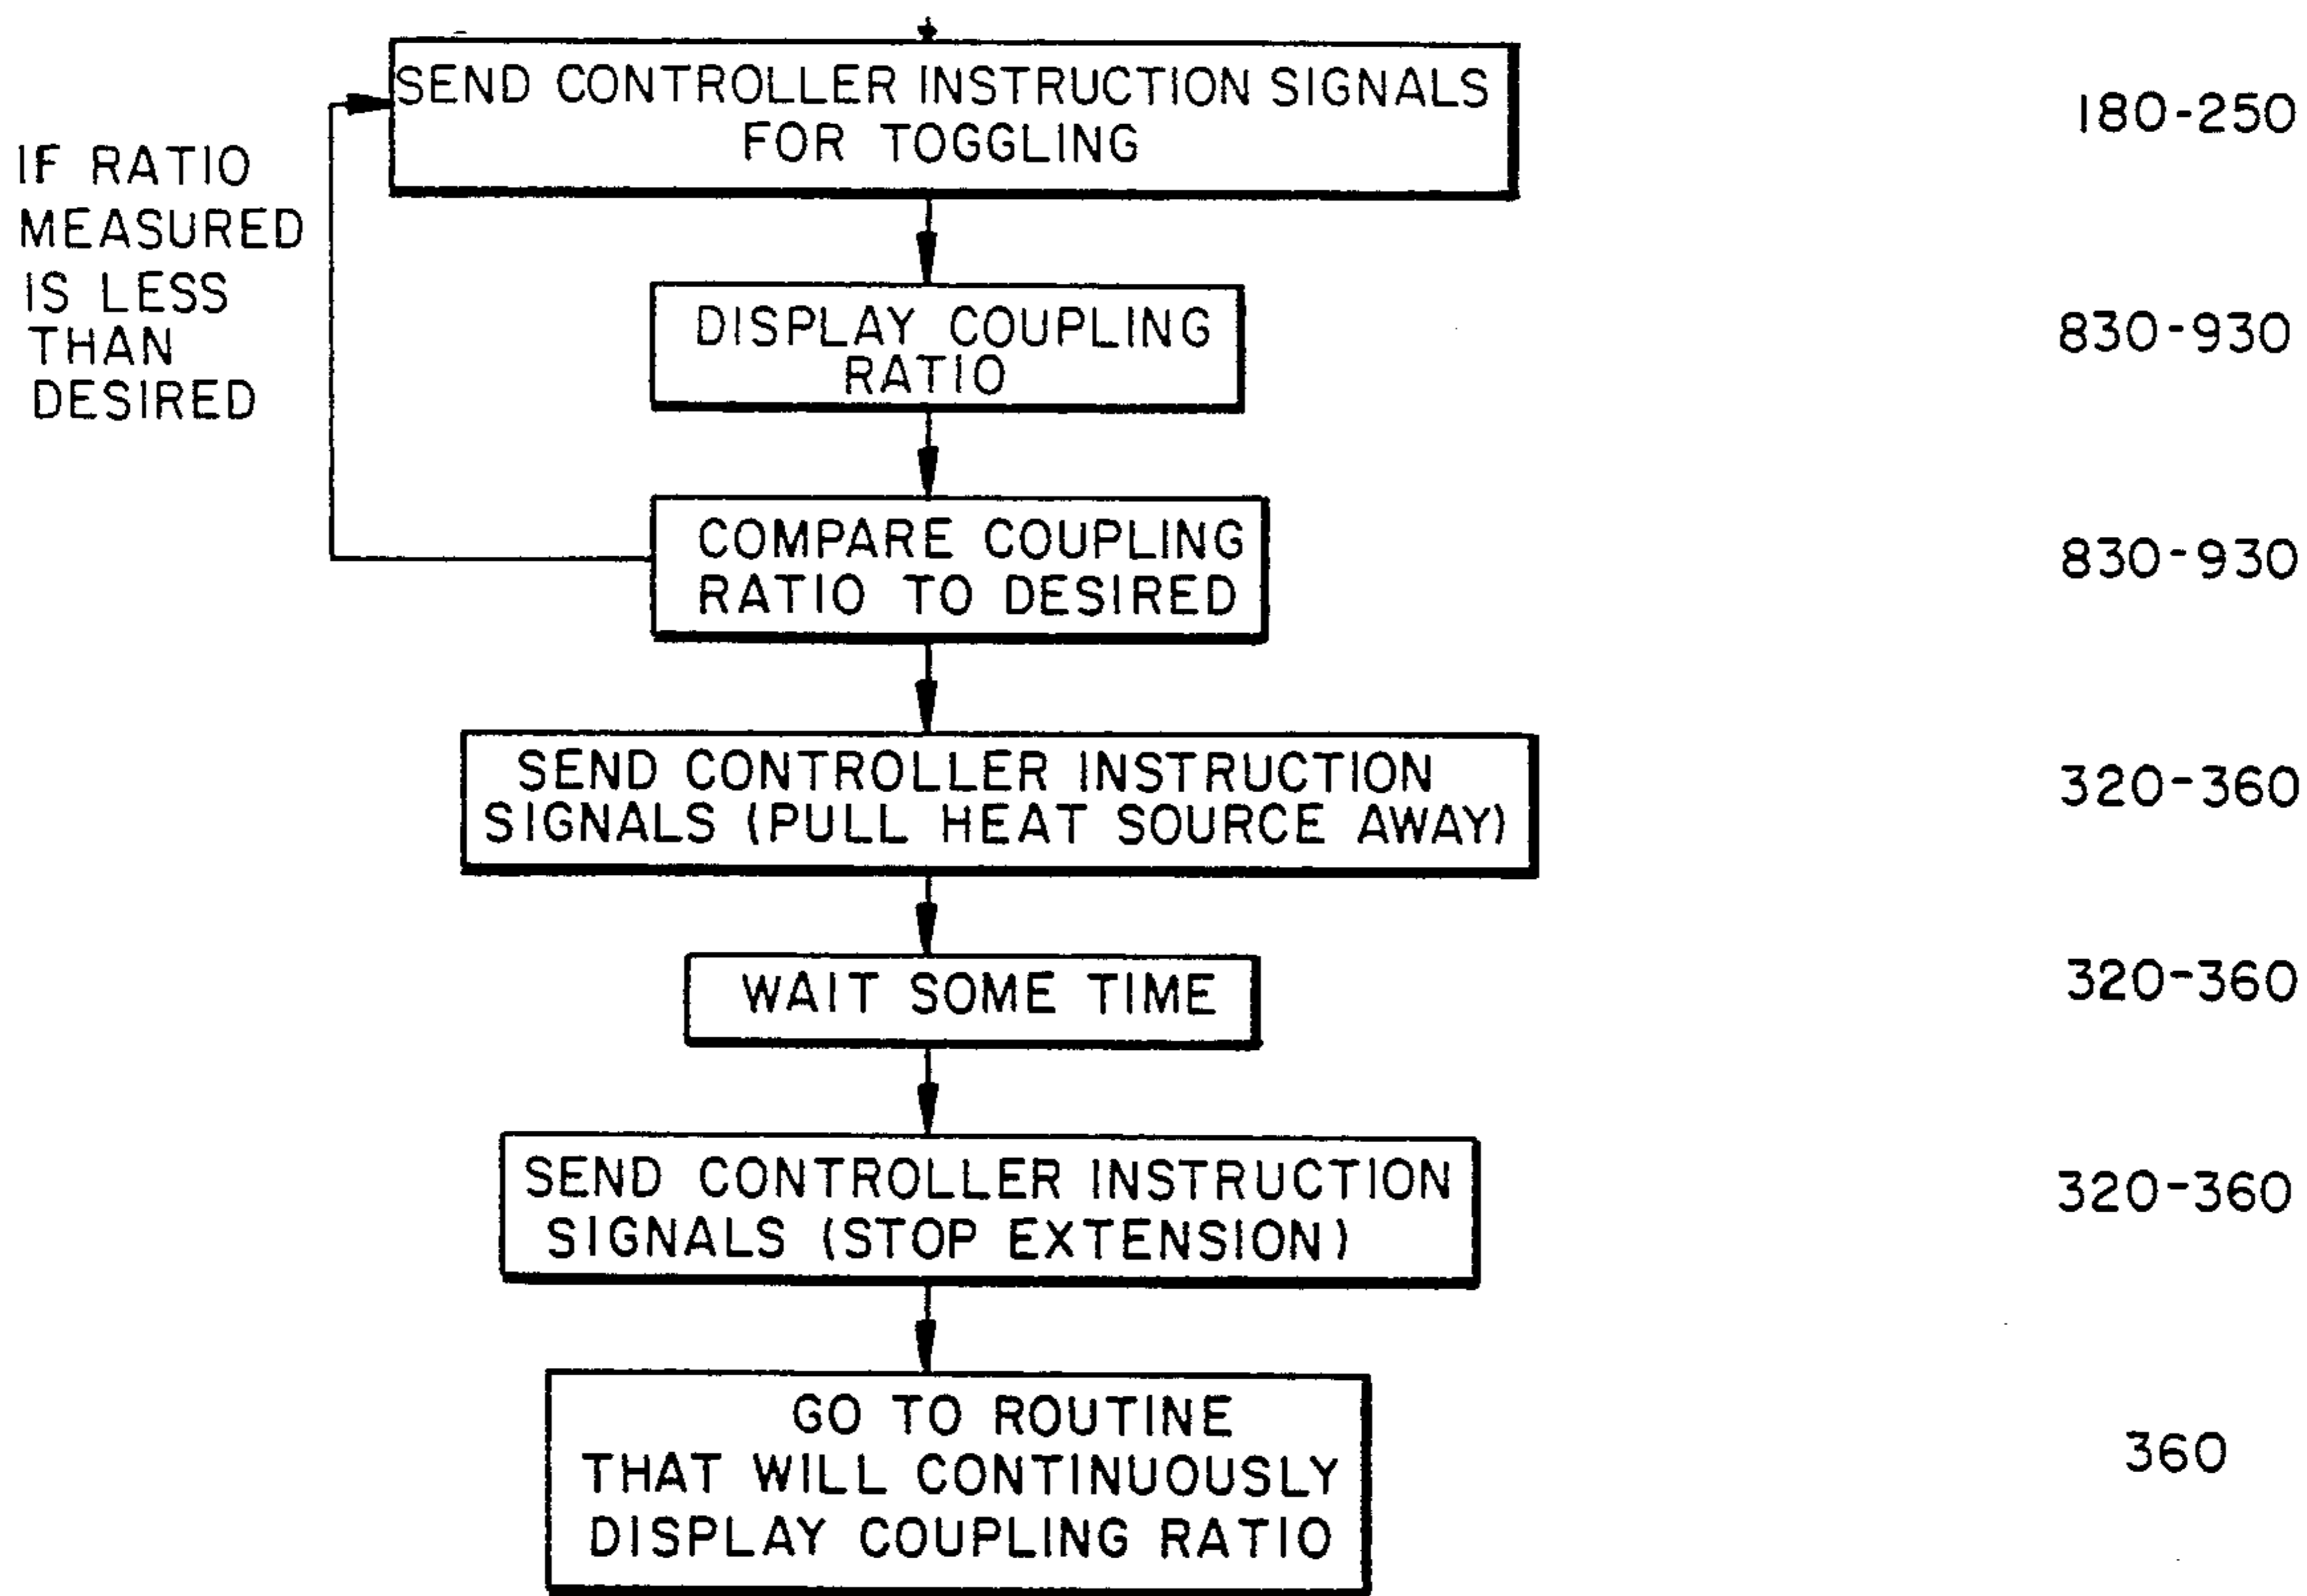 SEND CONTROLLER INSTRUCTION SIGNALS
FOR TOGGLING
180-250
IF RATIO
MEASURED
IS LESS
THAN
DESIRED
DISPLAY COUPLING
RATIO
830-930
COMPARE COUPLING
RATIO TO DESIRED
830-930
SEND CONTROLLER INSTRUCTION
SIGNALS (PULL HEAT SOURCE AWAY)
320-360
WAIT SOME TIME
320-360
SEND CONTROLLER INSTRUCTION
SIGNALS (STOP EXTENSION)
320-360
GO TO ROUTINE
THAT WILL CONTINUOUSLY
DISPLAY COUPLING RATIO
360